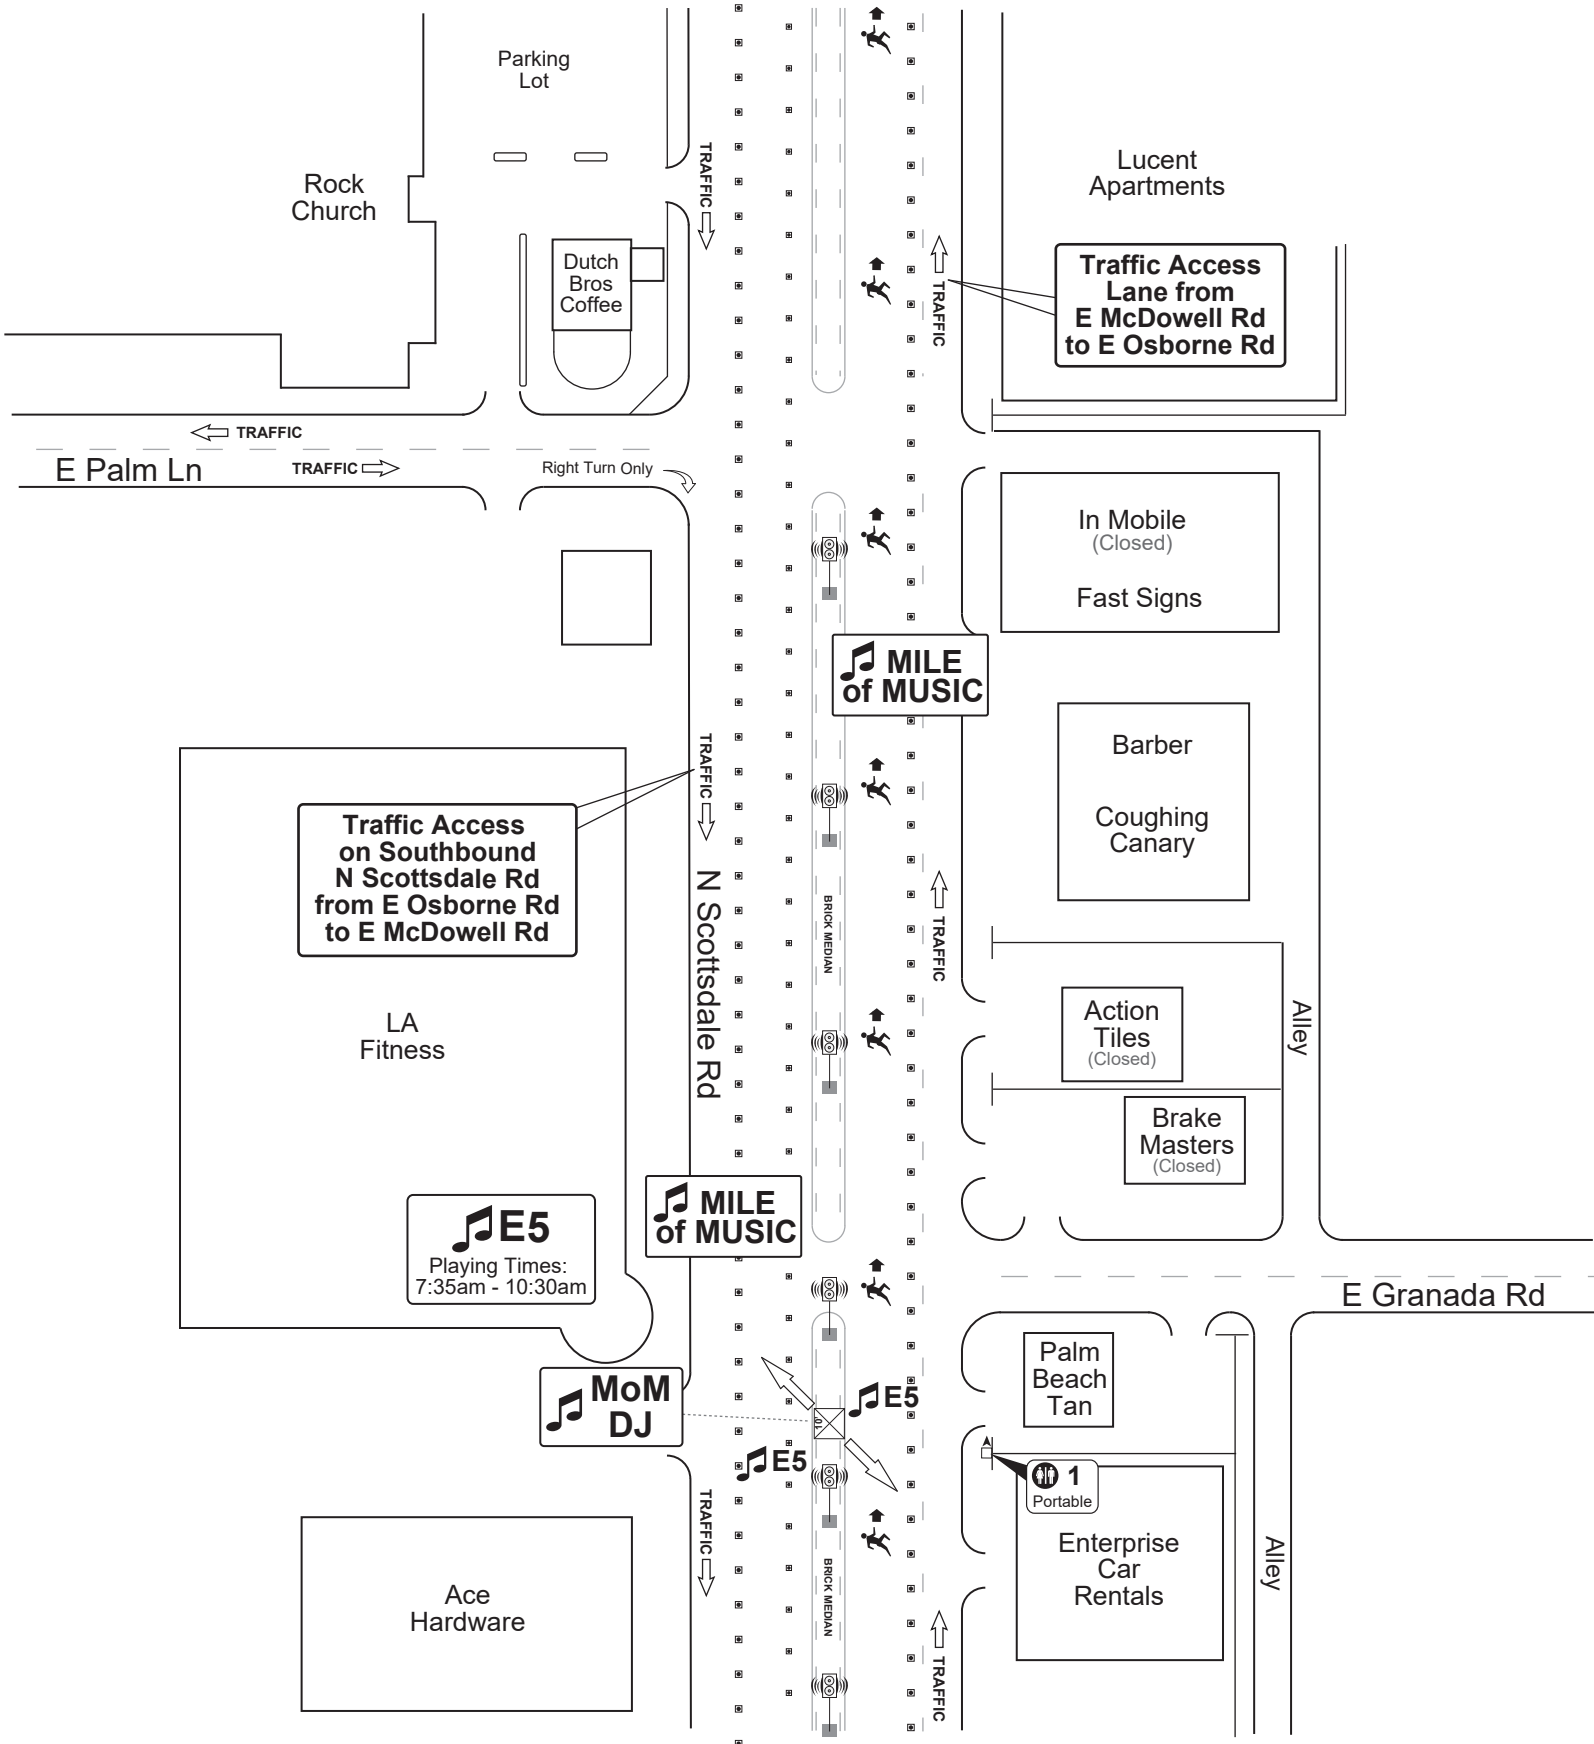 Parking
Lot
TRAFFIC
Lucent
Apartments
Rock
Church
Dutch
Bros
Coffee
Traffic Access
Lane from
E McDowell Rd
to E Osborne Rd
TRAFFIC
TRAFFIC
E Palm Ln
TRAFFIC
Right Turn Only
In Mobile
(Closed)
Fast Signs
MILE
of MUSIC
Barber
Coughing
Canary
TRAFFIC
Traffic Access
on Southbound
N Scottsdale Rd
from E Osborne Rd
to E McDowell Rd
N Scottsdale Rd
BRICK MEDIAN
TRAFFIC
LA
Fitness
Action
Tiles
(Closed)
Alley
Brake
Masters
(Closed)
MILE
of MUSIC
E5
Playing Times:
7:35am - 10:30am
E Granada Rd
Palm
Beach
Tan
MoM
DJ
E5
10'
E5
1
Portable
TRAFFIC
BRICK MEDIAN
Enterprise
Car
Rentals
Alley
Ace
Hardware
TRAFFIC